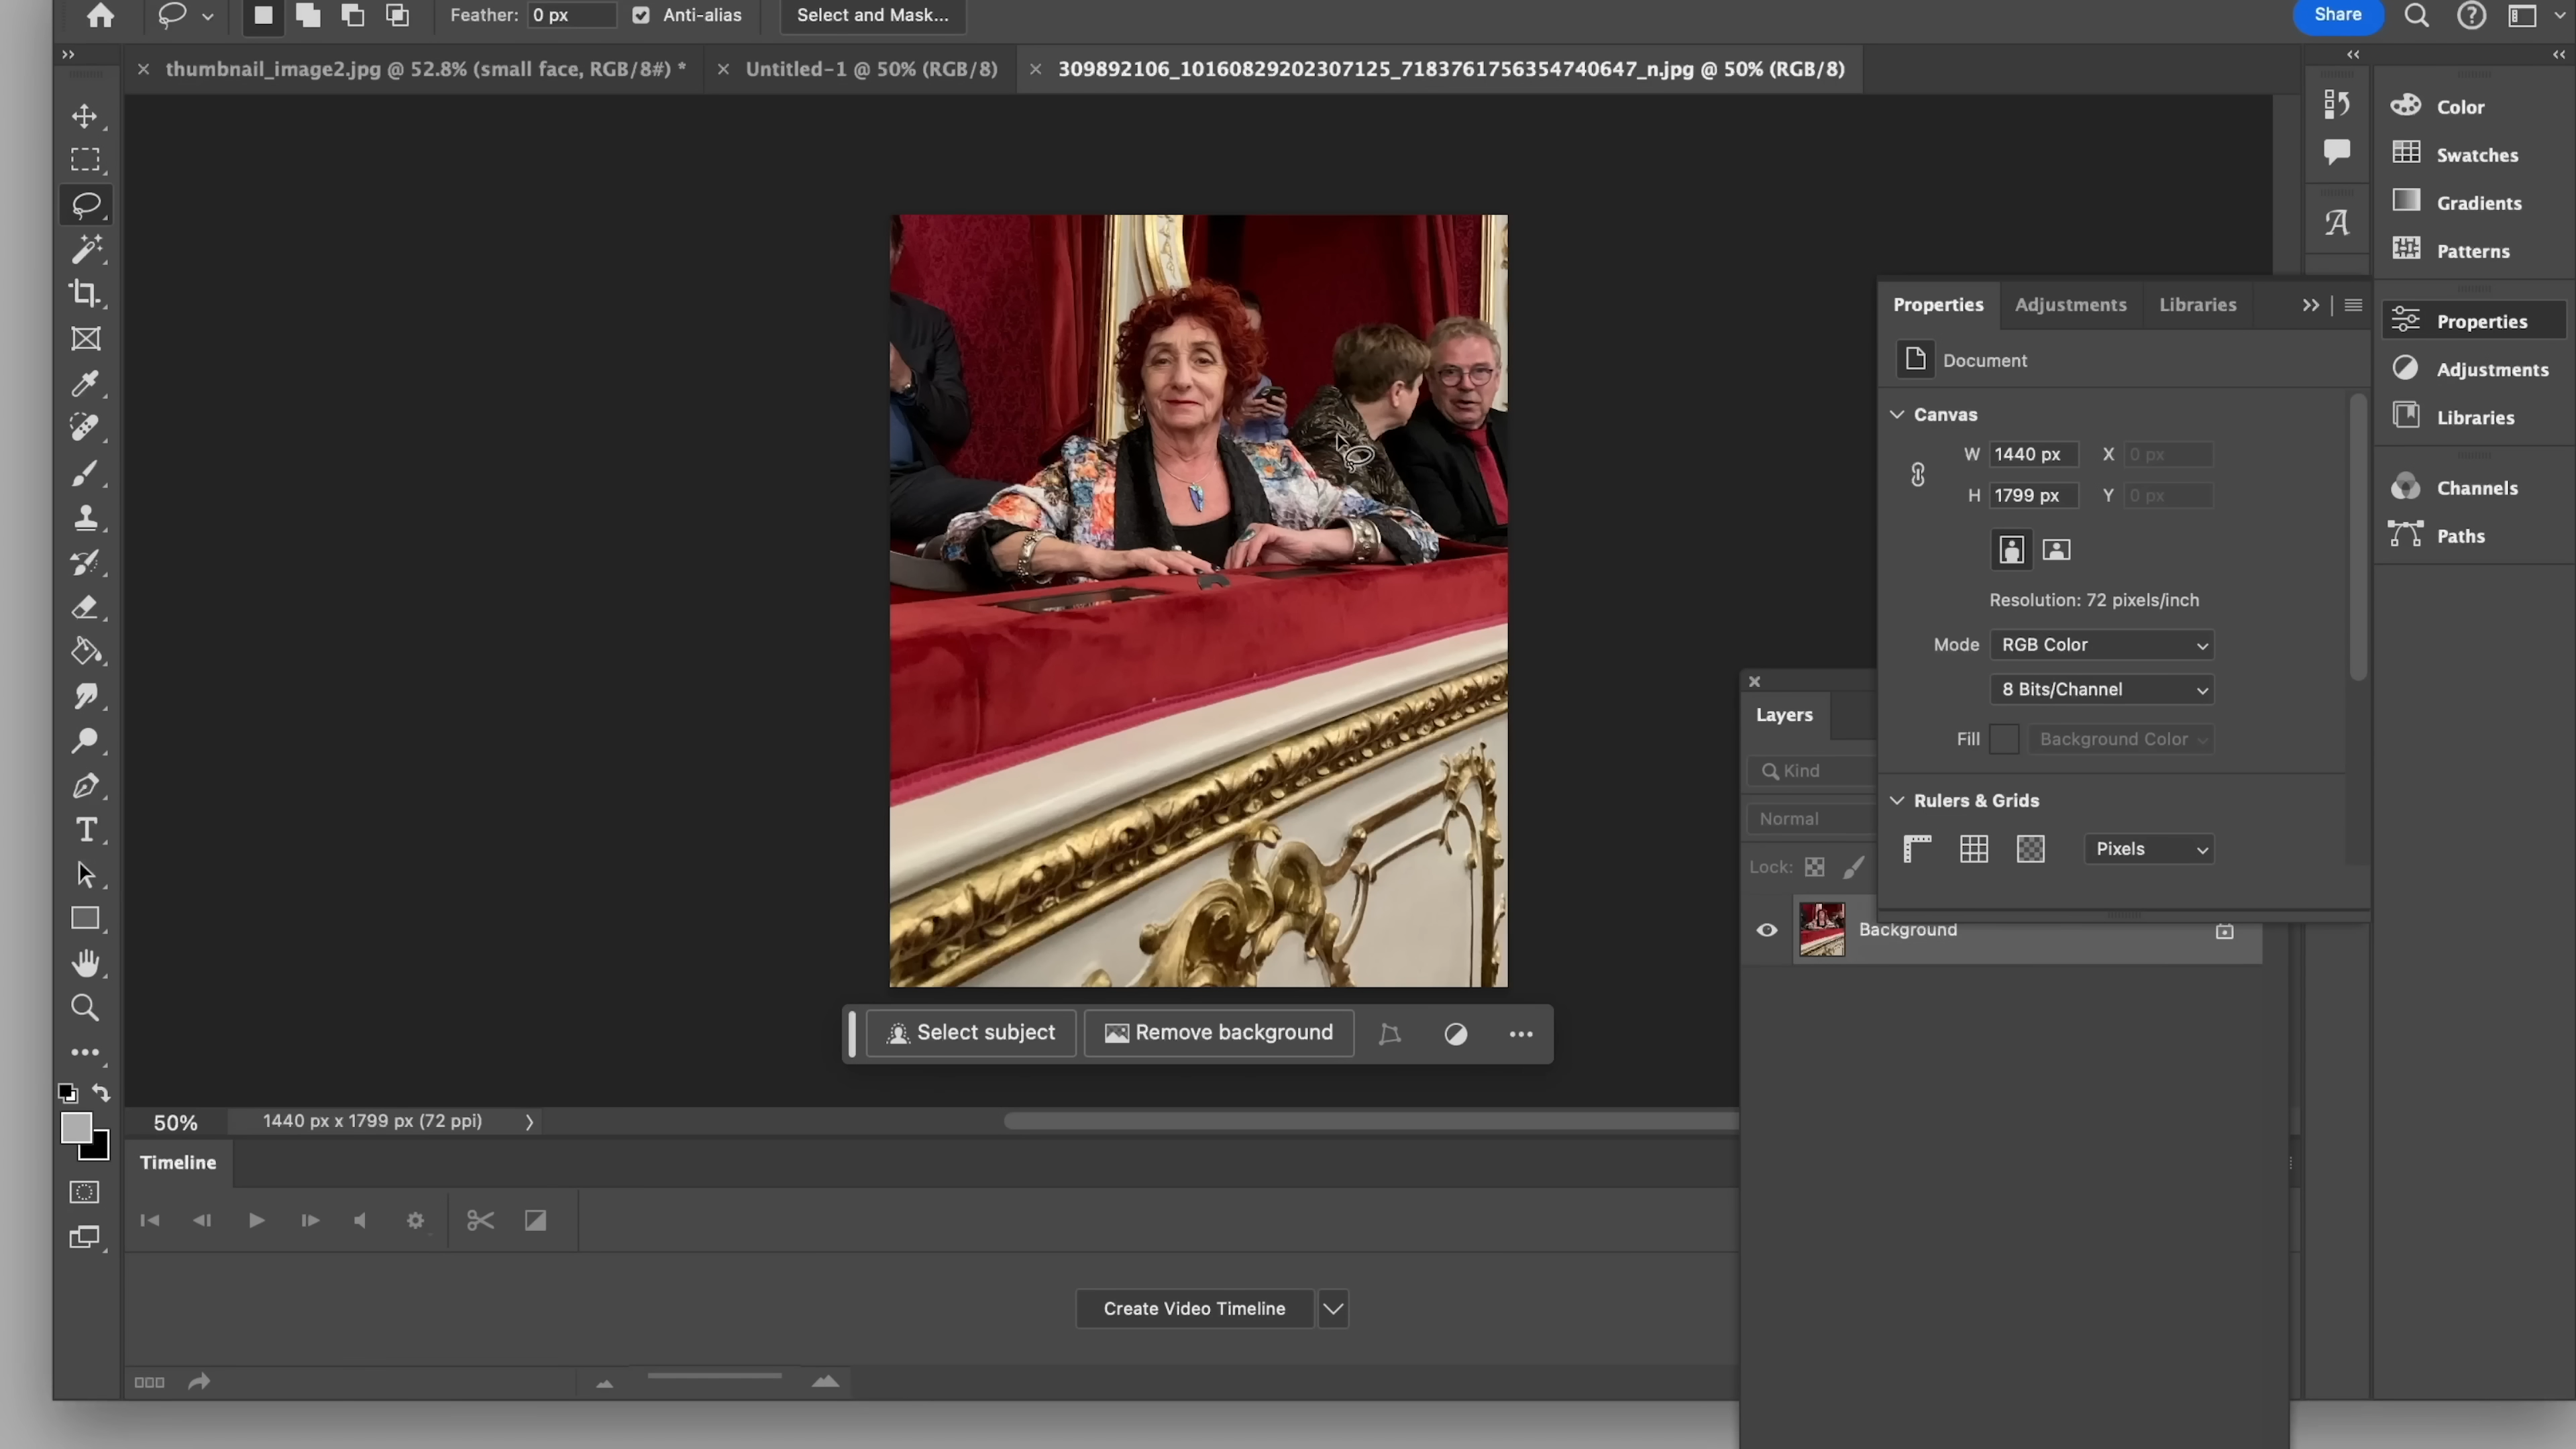 Feather: 0 px Anti-alias Select and Mask... Share
thumbnail_image2.jpg @ 52.8% (small face, RGB/8#) * Untitled-1 @ 50% (RGB/8) 309892106_10160829202307125_7183761756354740647_n.jpg @ 50% (RGB/8)
Color
Swatches
Gradients
Patterns
Properties
Adjustments
Libraries
Channels
Paths
Properties Adjustments Libraries
Document
Canvas
W 1440 px X 0 px
H 1799 px Y 0 px
Resolution: 72 pixels/inch
Mode RGB Color
8 Bits/Channel
Fill Background Color
Rulers & Grids
Pixels
Layers
Kind
Normal
Lock:
Background
Select subject Remove background
50% 1440 px x 1799 px (72 ppi)
Timeline
Create Video Timeline